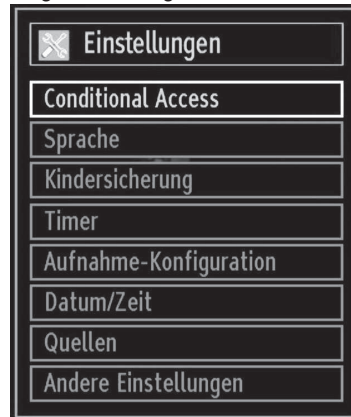 Einstellungen
Conditional Access
Sprache
Kindersicherung
Timer
Aufnahme-Konfiguration
Datum/Zeit
Quellen
Andere Einstellungen